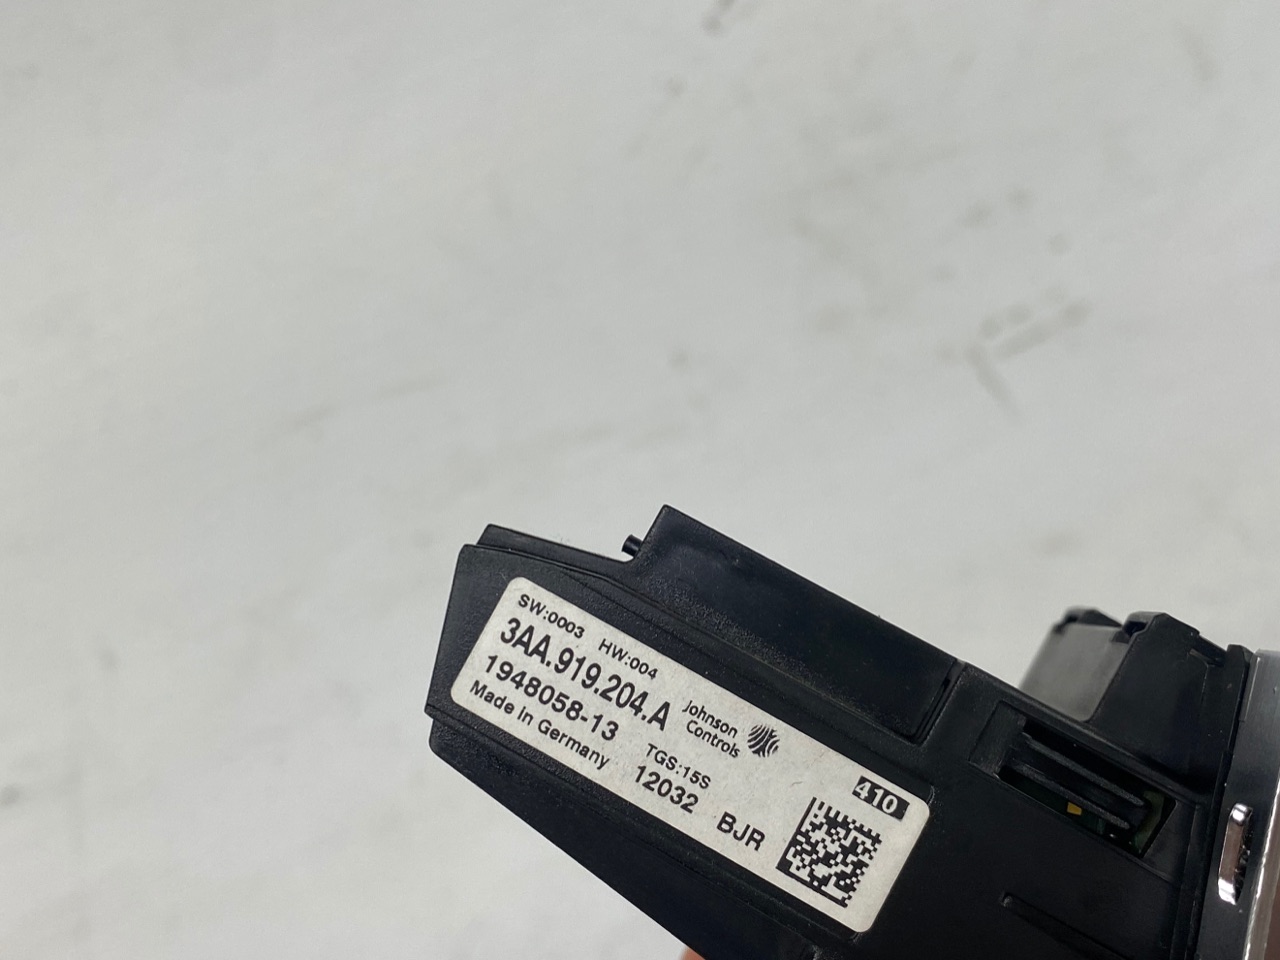 SW:0003 HW:004
3AA.919.204.A
1948058-13
Made in Germany
Johnson
Controls
TGS:15S
12032 BJR
410